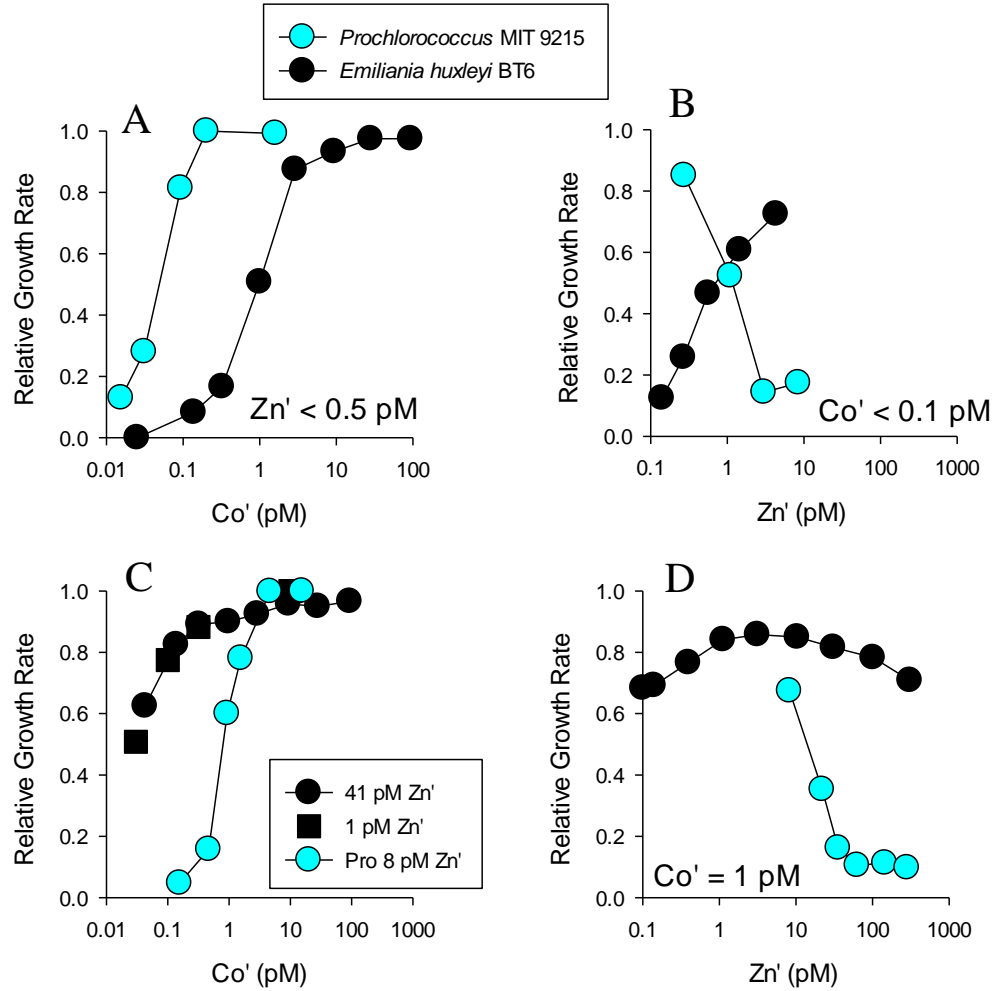 Prochlorococcus MIT 9215
Emiliania huxleyi BT6
A
Relative Growth Rate
1.0
0.8
0.6
0.4
0.2
0.0
Zn' < 0.5 pM
0.01 0.1 1 10 100
Co' (pM)
B
Relative Growth Rate
1.0
0.8
0.6
0.4
0.2
0.0
Co' < 0.1 pM
0.1 1 10 100 1000
Zn' (pM)
C
Relative Growth Rate
1.0
0.8
0.6
0.4
0.2
0.0
41 pM Zn'
1 pM Zn'
Pro 8 pM Zn'
0.01 0.1 1 10 100 1000
Co' (pM)
D
Relative Growth Rate
1.0
0.8
0.6
0.4
0.2
0.0
Co' = 1 pM
0.1 1 10 100 1000
Zn' (pM)